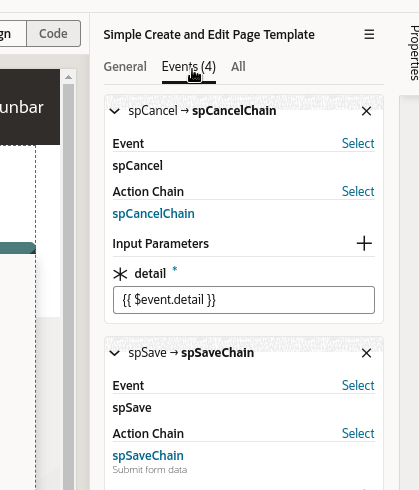 gn
Code
Simple Create and Edit Page Template
Properties
General
Events (4)
All
unbar
spCancel → spCancelChain
Event
Select
spCancel
Action Chain
Select
spCancelChain
Input Parameters
detail *
{{ $event.detail }}
spSave → spSaveChain
Event
Select
spSave
Action Chain
Select
spSaveChain
Submit form data